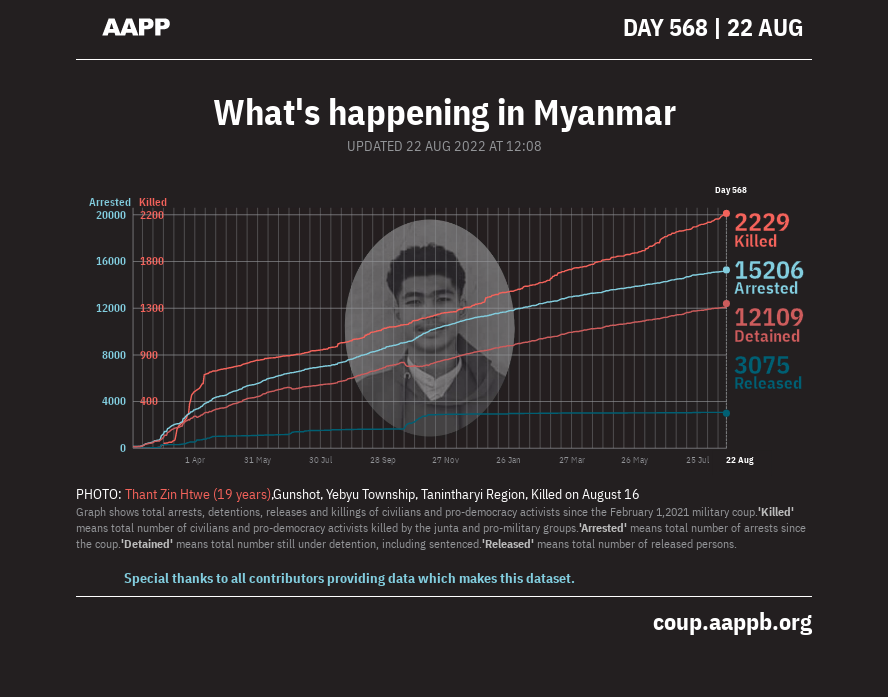 AAPP
DAY 568 | 22 AUG
What's happening in Myanmar
UPDATED 22 AUG 2022 AT 12:08
Day 568
Arrested Killed
20000 2200
16000 1800
12000 1300
8000 900
4000 400
0
2229
Killed
15206
Arrested
12109
Detained
3075
Released
1 Apr 31 May 30 Jul 28 Sep 27 Nov 26 Jan 27 Mar 26 May 25 Jul 22 Aug
PHOTO: Thant Zin Htwe (19 years),Gunshot, Yebyu Township, Tanintharyi Region, Killed on August 16
Graph shows total arrests, detentions, releases and killings of civilians and pro-democracy activists since the February 1,2021 military coup.'Killed'
means total number of civilians and pro-democracy activists killed by the junta and pro-military groups.'Arrested' means total number of arrests since
the coup.'Detained' means total number still under detention, including sentenced.'Released' means total number of released persons.
Special thanks to all contributors providing data which makes this dataset.
coup.aappb.org